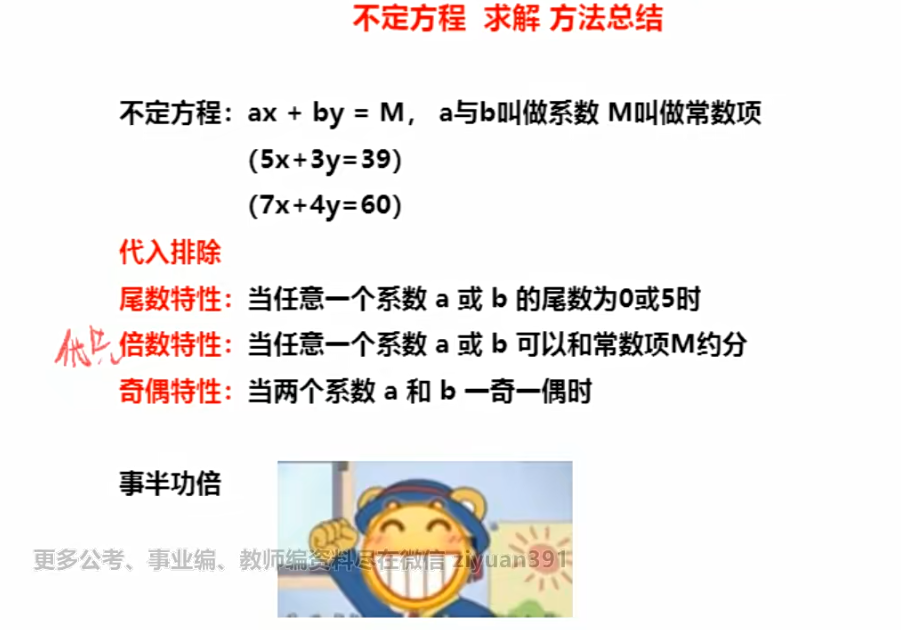 不定方程 求解 方法总结
不定方程：ax + by = M， a与b叫做系数 M叫做常数项
（5x+3y=39）
（7x+4y=60）
代入排除
尾数特性：当任意一个系数 a 或 b 的尾数为0或5时
倍数特性：当任意一个系数 a 或 b 可以和常数项M约分
奇偶特性：当两个系数 a 和 b 一奇一偶时
事半功倍
更多公考、事业编、教师编资料尽在微信 ziyuan391